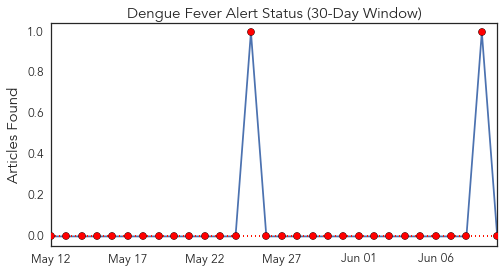 Dengue Fever Alert Status (30-Day Window)
Articles Found
1.0
0.8
0.6
0.4
0.2
0.0
May 12 May 17 May 22 May 27 Jun 01 Jun 06